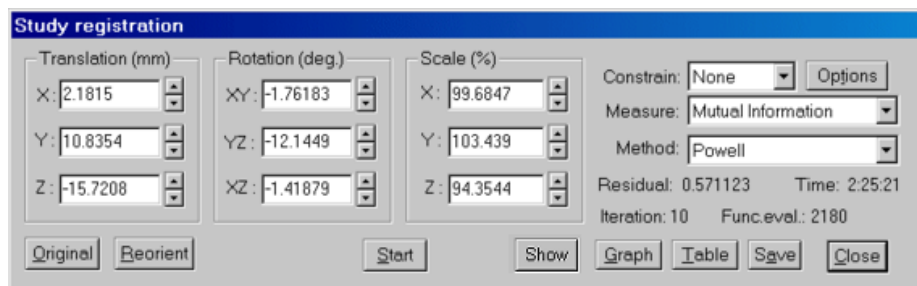 Study registration
Translation (mm) Rotation (deg.) Scale (%)
Constrain: None Options
X: 2.1815 XY: -1.76183 X: 99.6847
Measure: Mutual Information
Y: 10.8354 YZ: -12.1449 Y: 103.439
Method: Powell
Z: -15.7208 XZ: -1.41879 Z: 94.3544
Residual: 0.571123 Time: 2:25:21
Iteration: 10 Func.eval.: 2180
Original Reorient Start Show Graph Table Save Close